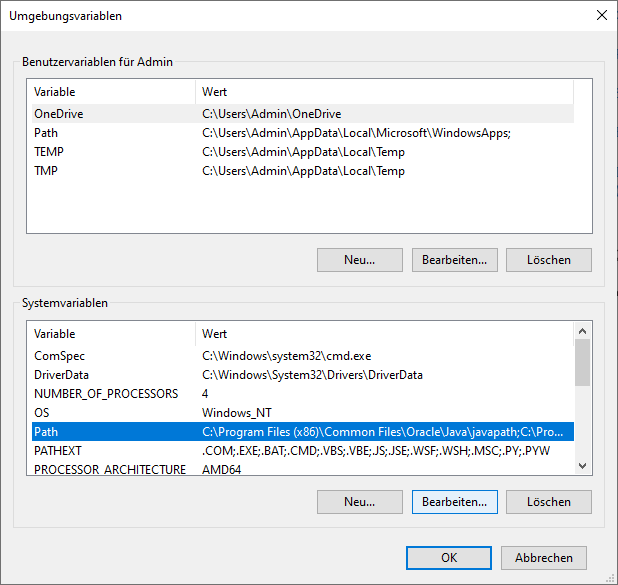 Umgebungsvariablen
Benutzervariablen für Admin
Variable Wert
OneDrive C:\Users\Admin\OneDrive
Path C:\Users\Admin\AppData\Local\Microsoft\WindowsApps;
TEMP C:\Users\Admin\AppData\Local\Temp
TMP C:\Users\Admin\AppData\Local\Temp
Neu... Bearbeiten... Löschen
Systemvariablen
Variable Wert
ComSpec C:\Windows\system32\cmd.exe
DriverData C:\Windows\System32\Drivers\DriverData
NUMBER_OF_PROCESSORS 4
OS Windows_NT
Path C:\Program Files (x86)\Common Files\Oracle\Java\javapath;C:\Pro...
PATHEXT .COM;.EXE;.BAT;.CMD;.VBS;.VBE;.JS;.JSE;.WSF;.WSH;.MSC;.PY;.PYW
PROCESSOR_ARCHITECTURE AMD64
Neu... Bearbeiten... Löschen
OK Abbrechen